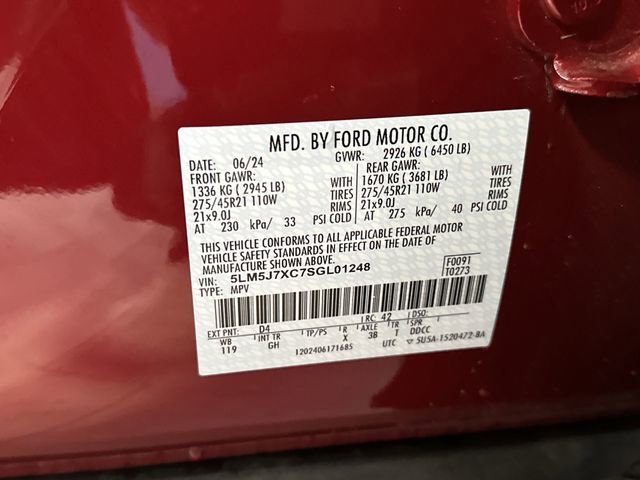 MFD. BY FORD MOTOR CO.
DATE: 06/24 GVWR: 2926 KG ( 6450 LB)
FRONT GAWR: REAR GAWR:
1336 KG ( 2945 LB) WITH 1670 KG ( 3681 LB) WITH
275/45R21 110W TIRES 275/45R21 110W TIRES
21x9.0J RIMS 21x9.0J RIMS
AT 230 kPa/ 33 PSI COLD AT 275 kPa/ 40 PSI COLD
THIS VEHICLE CONFORMS TO ALL APPLICABLE FEDERAL MOTOR
VEHICLE SAFETY STANDARDS IN EFFECT ON THE DATE OF
MANUFACTURE SHOWN ABOVE.
VIN: 5LM5J7XC7SGL01248 F0091
TYPE: MPV T0273
EXT PNT: D4 RC: 42 DSO:
WB INT TR TP/PS R AXLE TR SPR
119 GH X 3B T DDCC
1202406171685 UTC 5U5A-1520472-BA